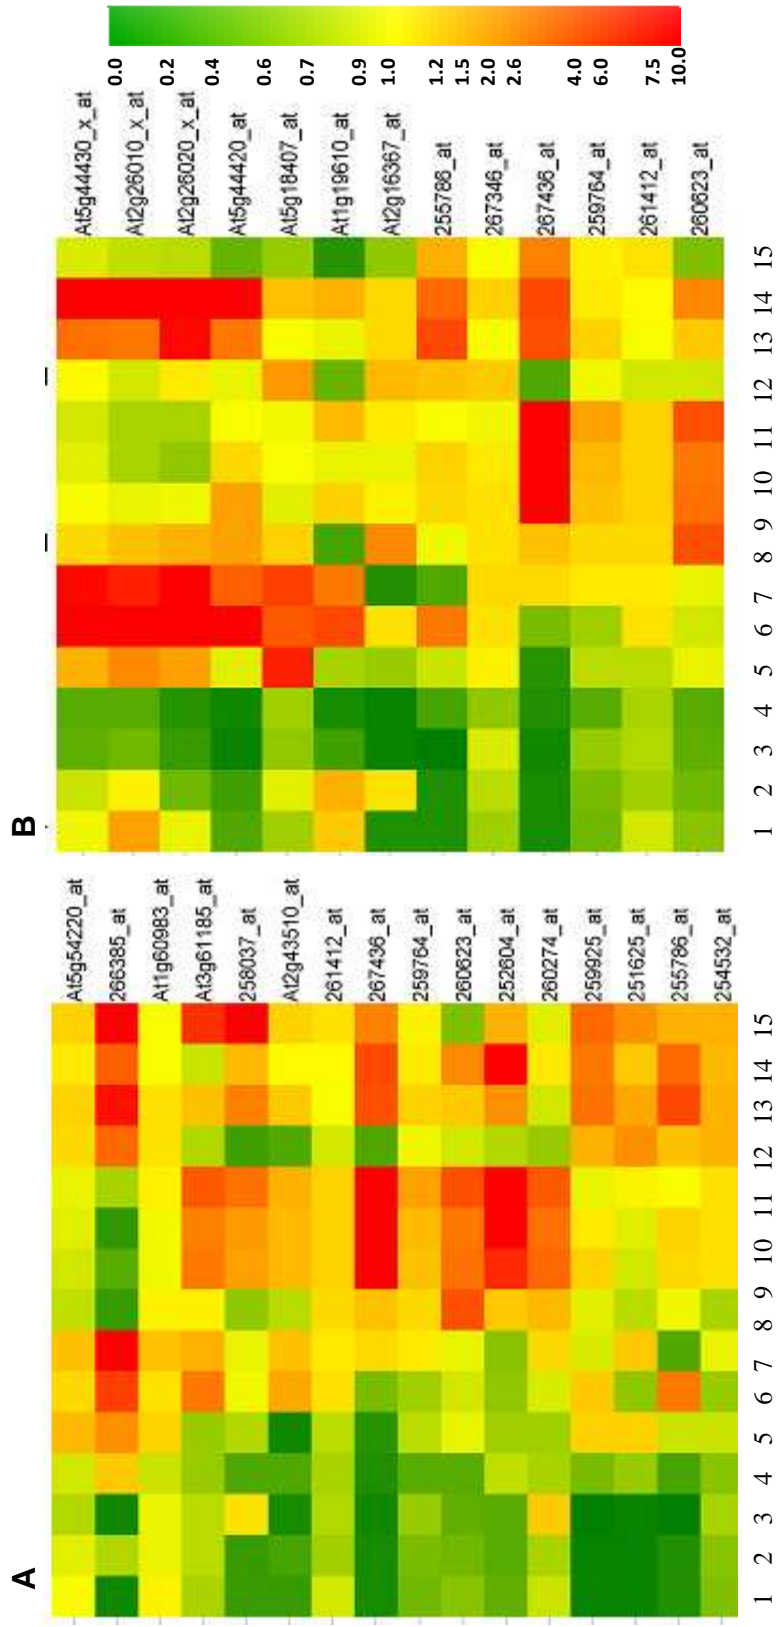 A
At5g54220_at
266385_at
At1g60983_at
At3g61185_at
258037_at
At2g43510_at
261412_at
267436_at
259764_at
260623_at
252604_at
260274_at
259925_at
251625_at
255786_at
254532_at
1 2 3 4 5 6 7 8 9 10 11 12 13 14 15
B
At5g44430_x_at
At2g26010_x_at
At2g26020_x_at
At5g44420_at
At5g18407_at
At1g19610_at
At2g16367_at
255786_at
267346_at
267436_at
259764_at
261412_at
260623_at
1 2 3 4 5 6 7 8 9 10 11 12 13 14 15
0.0 0.2 0.4 0.6 0.7 0.9 1.0 1.2 1.5 2.0 2.6 4.0 6.0 7.5 10.0